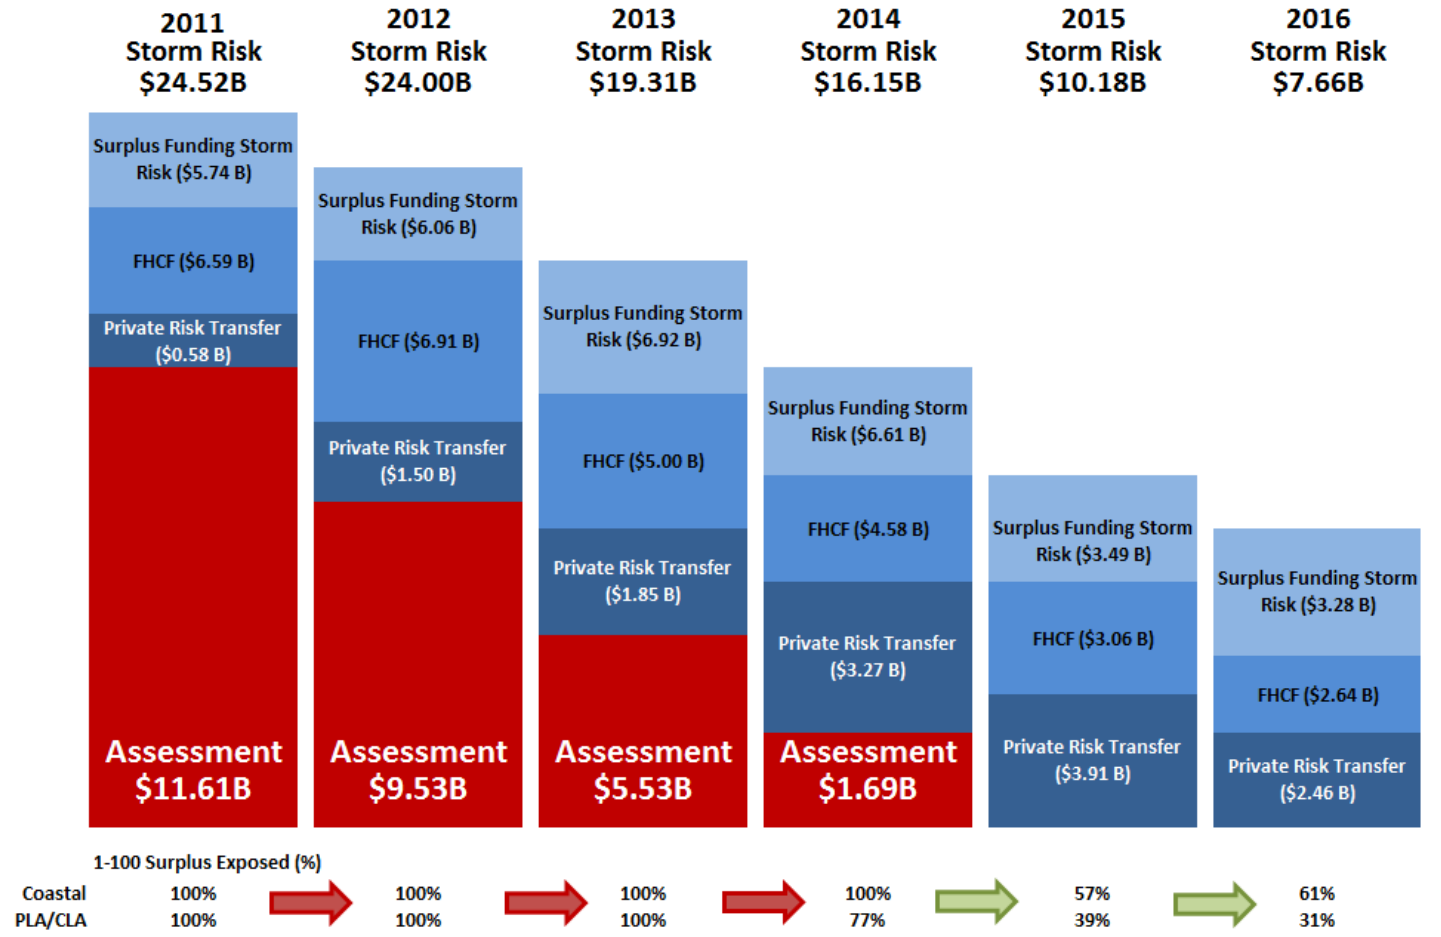 2011
Storm Risk
$24.52B
2012
Storm Risk
$24.00B
2013
Storm Risk
$19.31B
2014
Storm Risk
$16.15B
2015
Storm Risk
$10.18B
2016
Storm Risk
$7.66B
Surplus Funding Storm
Risk ($5.74 B)
FHCF ($6.59 B)
Private Risk Transfer
($0.58 B)
Assessment
$11.61B
Surplus Funding Storm
Risk ($6.06 B)
FHCF ($6.91 B)
Private Risk Transfer
($1.50 B)
Assessment
$9.53B
Surplus Funding Storm
Risk ($6.92 B)
FHCF ($5.00 B)
Private Risk Transfer
($1.85 B)
Assessment
$5.53B
Surplus Funding Storm
Risk ($6.61 B)
FHCF ($4.58 B)
Private Risk Transfer
($3.27 B)
Assessment
$1.69B
Surplus Funding Storm
Risk ($3.49 B)
FHCF ($3.06 B)
Private Risk Transfer
($3.91 B)
Surplus Funding Storm
Risk ($3.28 B)
FHCF ($2.64 B)
Private Risk Transfer
($2.46 B)
1-100 Surplus Exposed (%)
Coastal 100% 100% 100% 100% 57% 61%
PLA/CLA 100% 100% 100% 77% 39% 31%